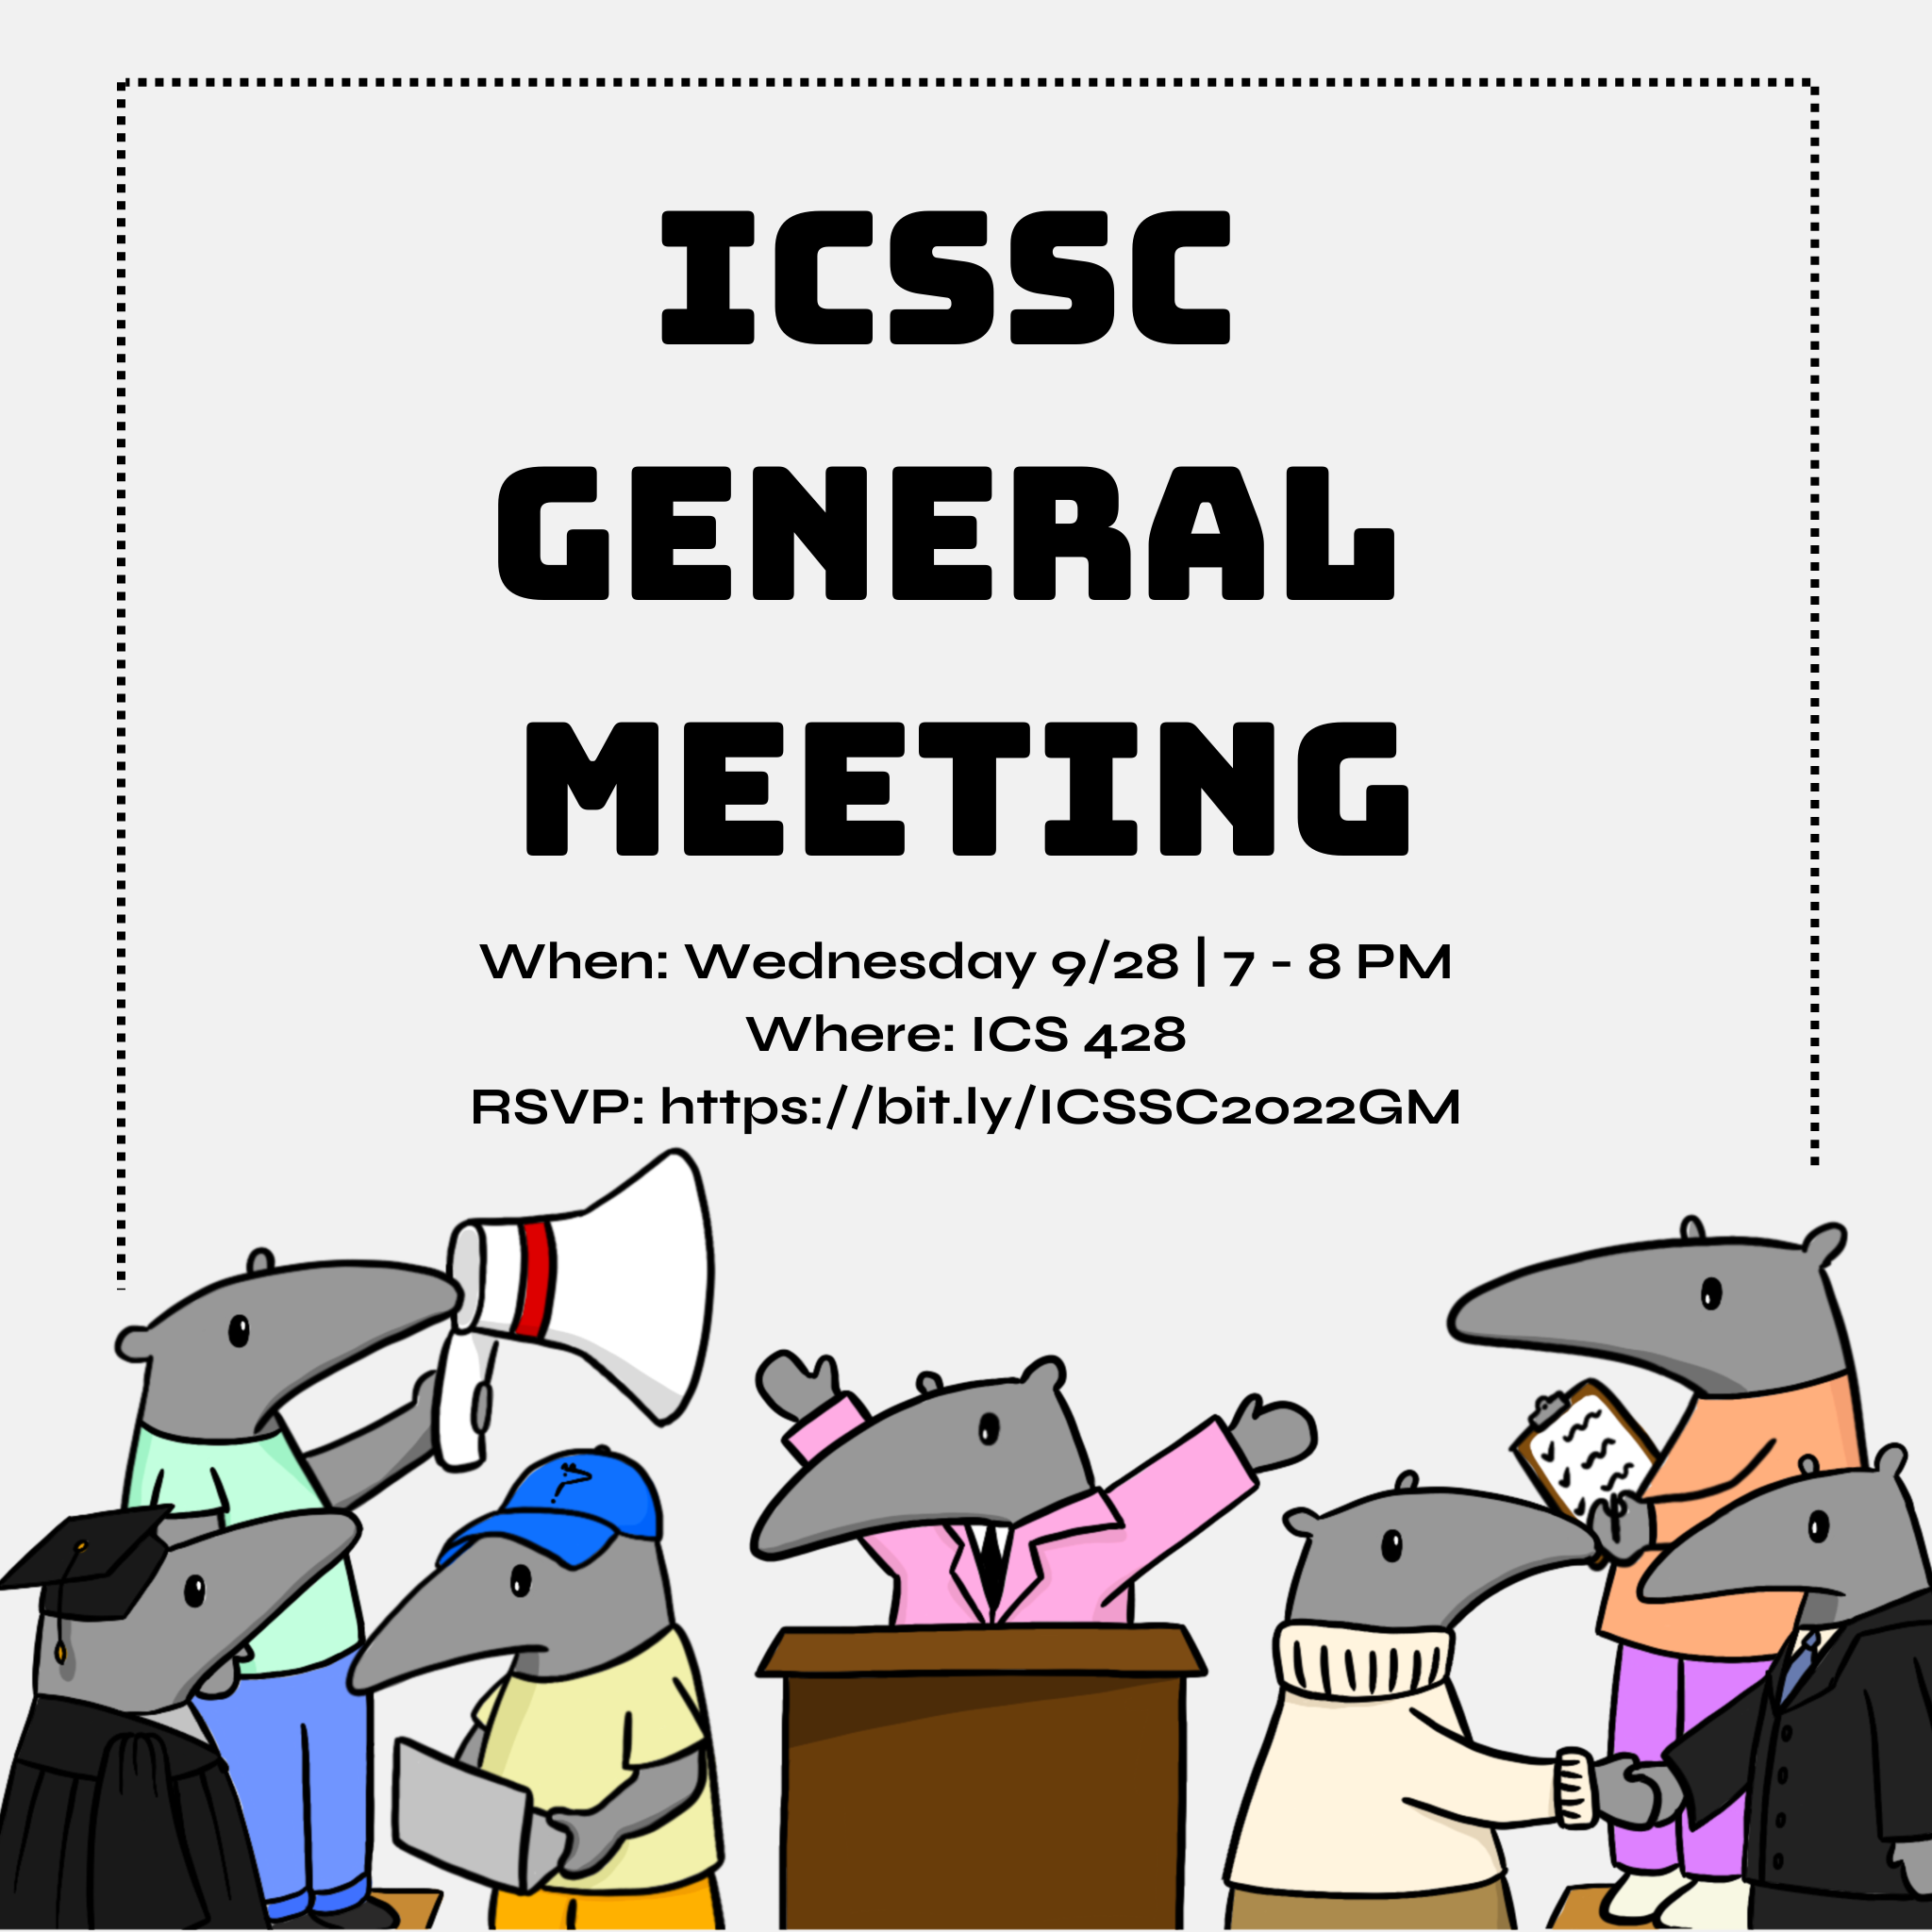 ICSSC
GENERAL
MEETING
When: Wednesday 9/28 | 7 - 8 PM
Where: ICS 428
RSVP: https://bit.ly/ICSSC2022GM